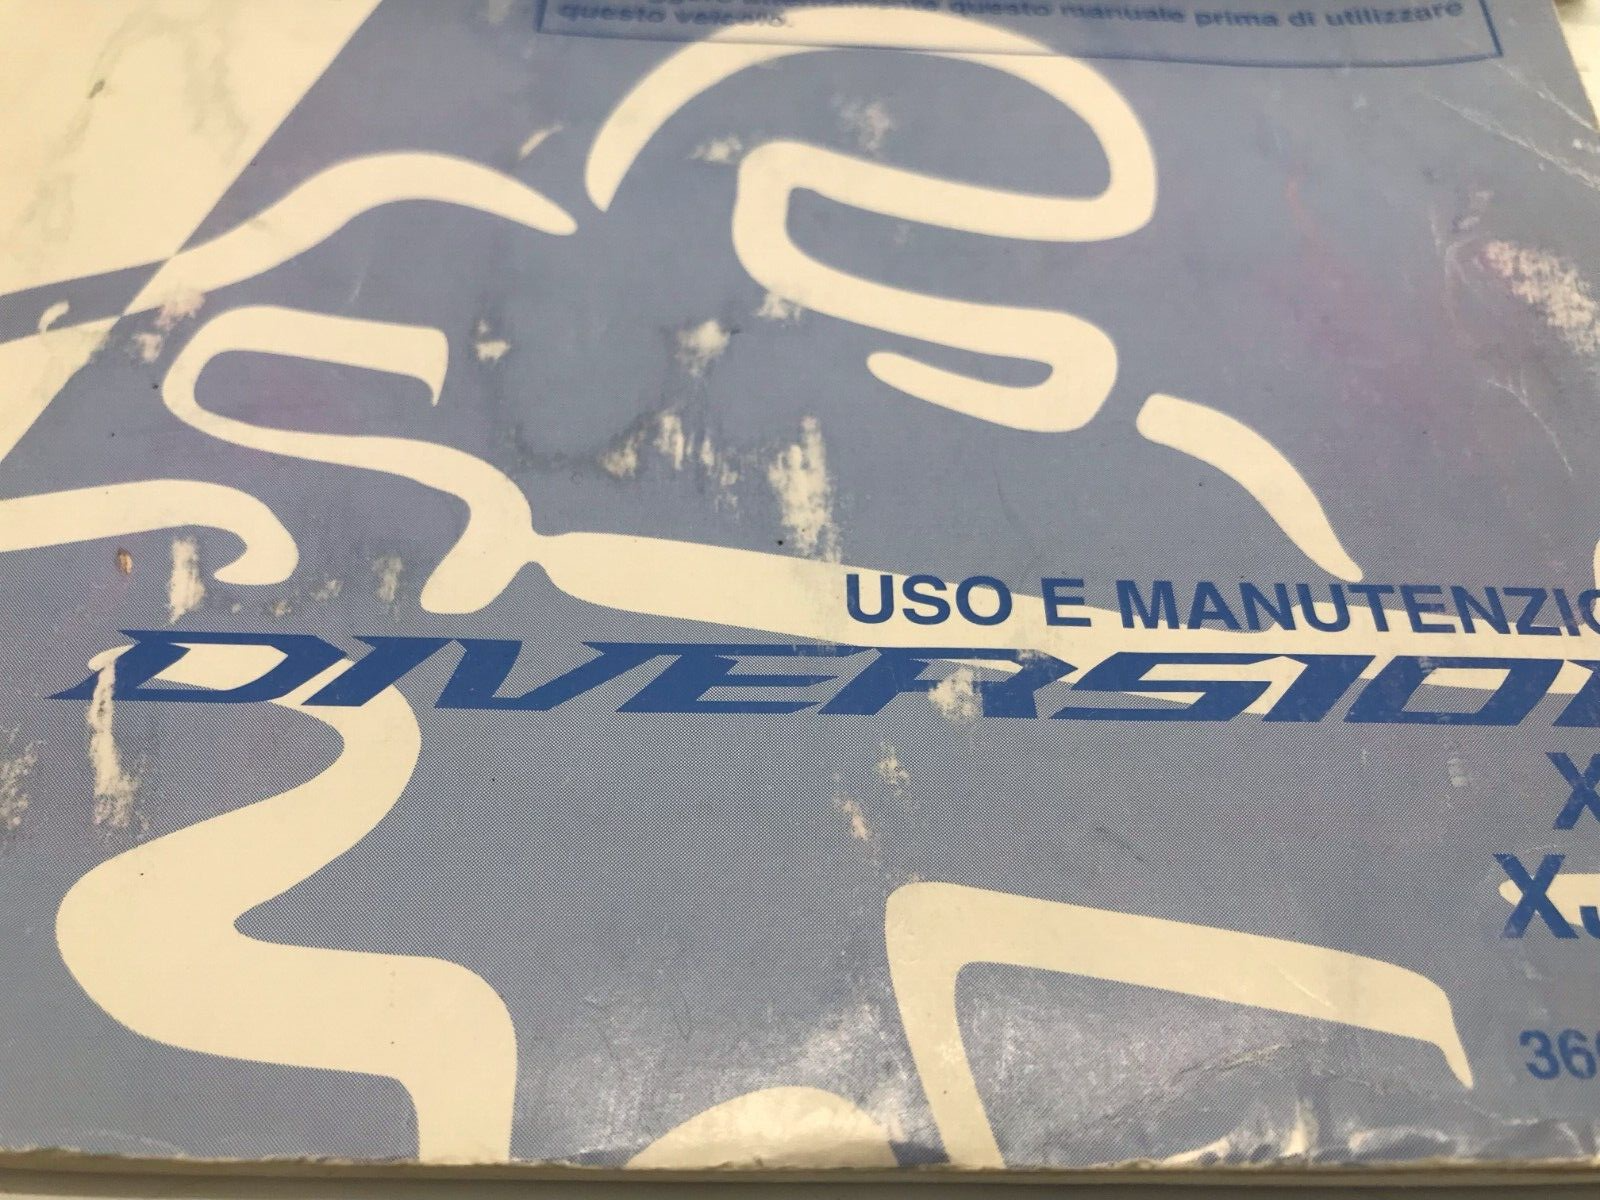 questo manuale prima di utilizzare
questo veicolo.
USO E MANUTENZIO
DIVERSION
X
XJ
36